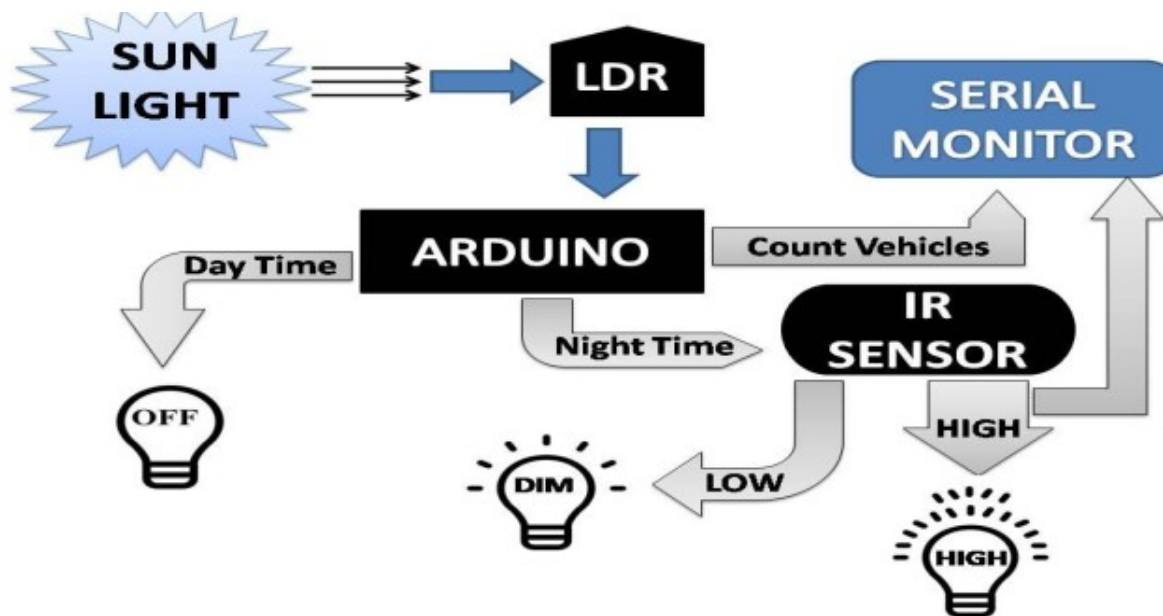 SUN
LIGHT
LDR
SERIAL
MONITOR
ARDUINO
Count Vehicles
Day Time
IR
SENSOR
Night Time
OFF
HIGH
LOW
DIM
HIGH